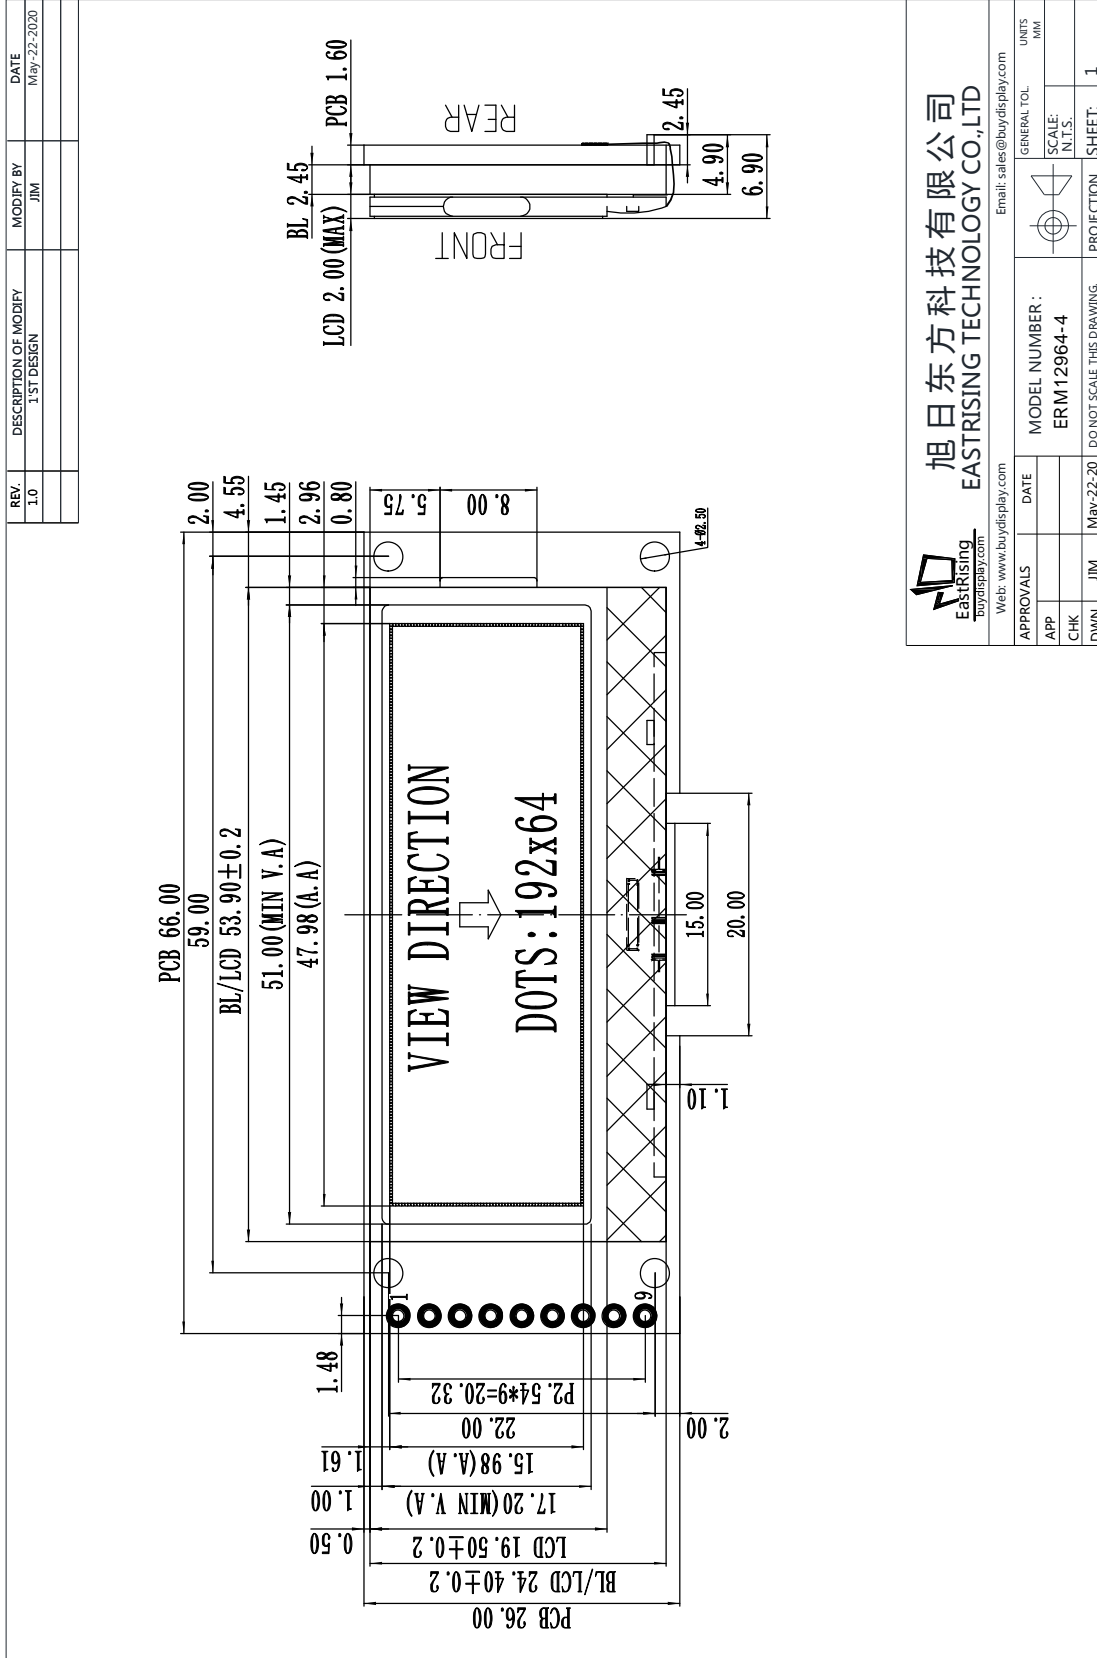 REV. DESCRIPTION OF MODIFY MODIFY BY DATE
1.0 1'ST DESIGN JIM May-22-2020
PCB 66.00
59.00
BL/LCD 53.90±0.2
51.00(MIN V.A)
47.98(A.A)
2.00
4.55
1.45
2.96
0.80
5.75
8.00
4-Ø2.50
VIEW DIRECTION
DOTS:192x64
15.00
20.00
1.10
1
9
1.48
P2.54*9=20.32
22.00
2.00
15.98(A.A)
1.61
17.20(MIN V.A)
1.00
LCD 19.50±0.2
0.50
BL/LCD 24.40±0.2
PCB 26.00
PCB 1.60
BL 2.45
LCD 2.00(MAX)
REAR
FRONT
2.45
4.90
6.90
EastRising
buydisplay.com
旭日东方科技有限公司
EASTRISING TECHNOLOGY CO.,LTD
Web: www.buydisplay.com Email: sales@buydisplay.com
APPROVALS DATE
APP
CHK
DWN JIM May-22-20
MODEL NUMBER :
ERM12964-4
DO NOT SCALE THIS DRAWING.
PROJECTION
GENERAL TOL.
UNITS
MM
SCALE:
N.T.S.
SHEET: 1